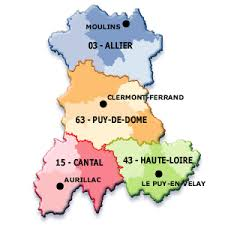 MOULINS
03 - ALLIER
CLERMONT-FERRAND
63 - PUY-DE-DOME
15 - CANTAL
43 - HAUTE-LOIRE
AURILLAC
LE PUY-EN-VELAY